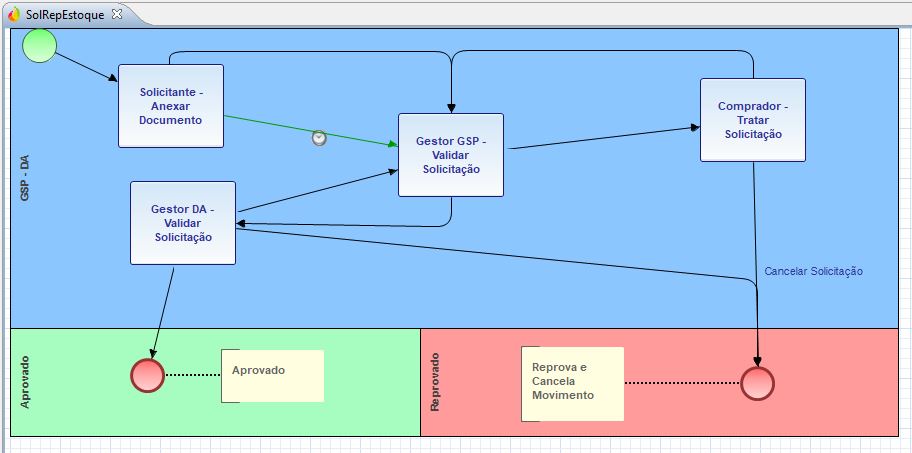 SolRepEstoque
GSP - DA
Solicitante -
Anexar
Documento
Gestor GSP -
Validar
Solicitação
Comprador -
Tratar
Solicitação
Gestor DA -
Validar
Solicitação
Cancelar Solicitação
Aprovado
Aprovado
Reprovado
Reprova e
Cancela
Movimento